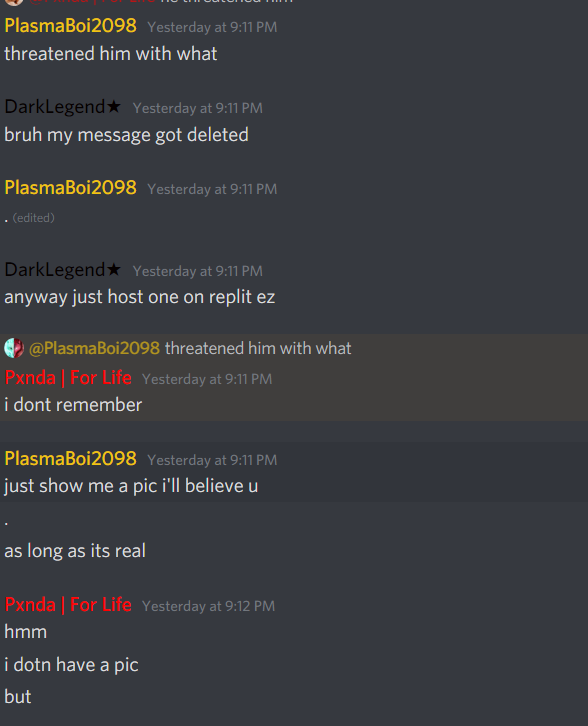 he threatened him
PlasmaBoi2098 Yesterday at 9:11 PM
threatened him with what
DarkLegend★ Yesterday at 9:11 PM
bruh my message got deleted
PlasmaBoi2098 Yesterday at 9:11 PM
. (edited)
DarkLegend★ Yesterday at 9:11 PM
anyway just host one on replit ez
@PlasmaBoi2098 threatened him with what
Pxnda | For Life Yesterday at 9:11 PM
i dont remember
PlasmaBoi2098 Yesterday at 9:11 PM
just show me a pic i'll believe u
.
as long as its real
Pxnda | For Life Yesterday at 9:12 PM
hmm
i dotn have a pic
but